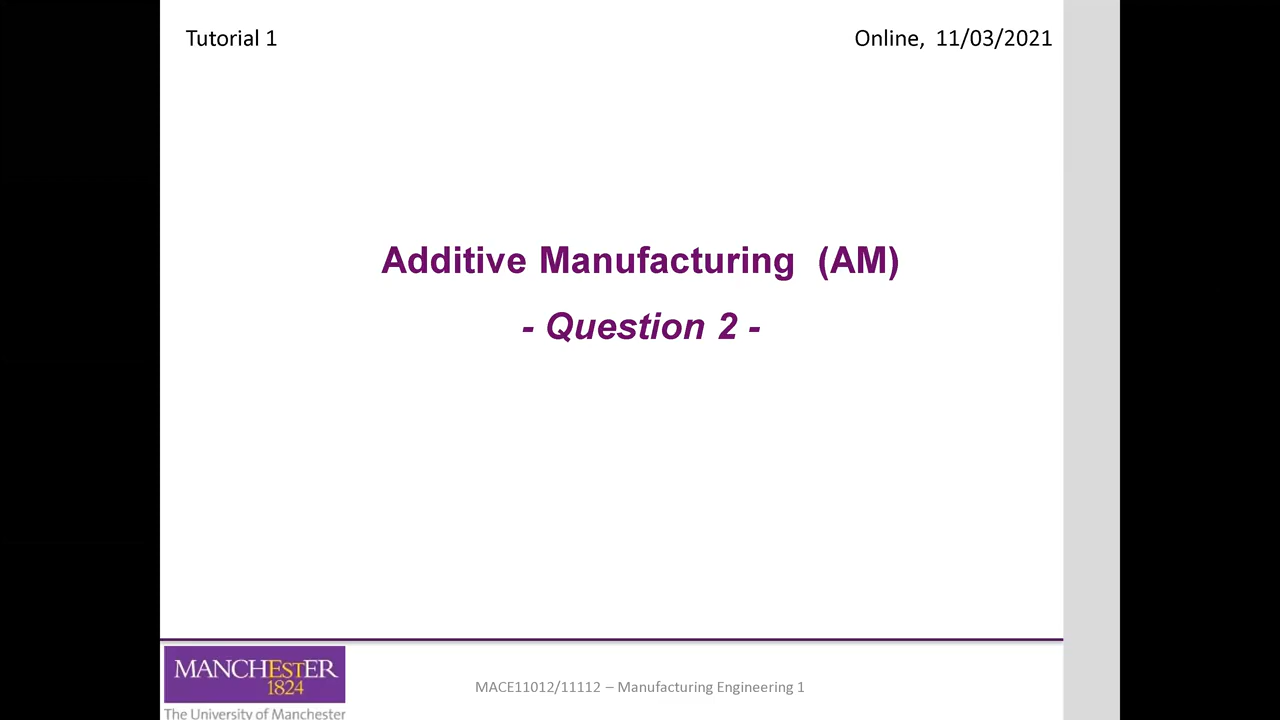 Tutorial 1
Online, 11/03/2021
Additive Manufacturing (AM)
- Question 2 -
MANCHESTER
1824
The University of Manchester
MACE11012/11112 – Manufacturing Engineering 1